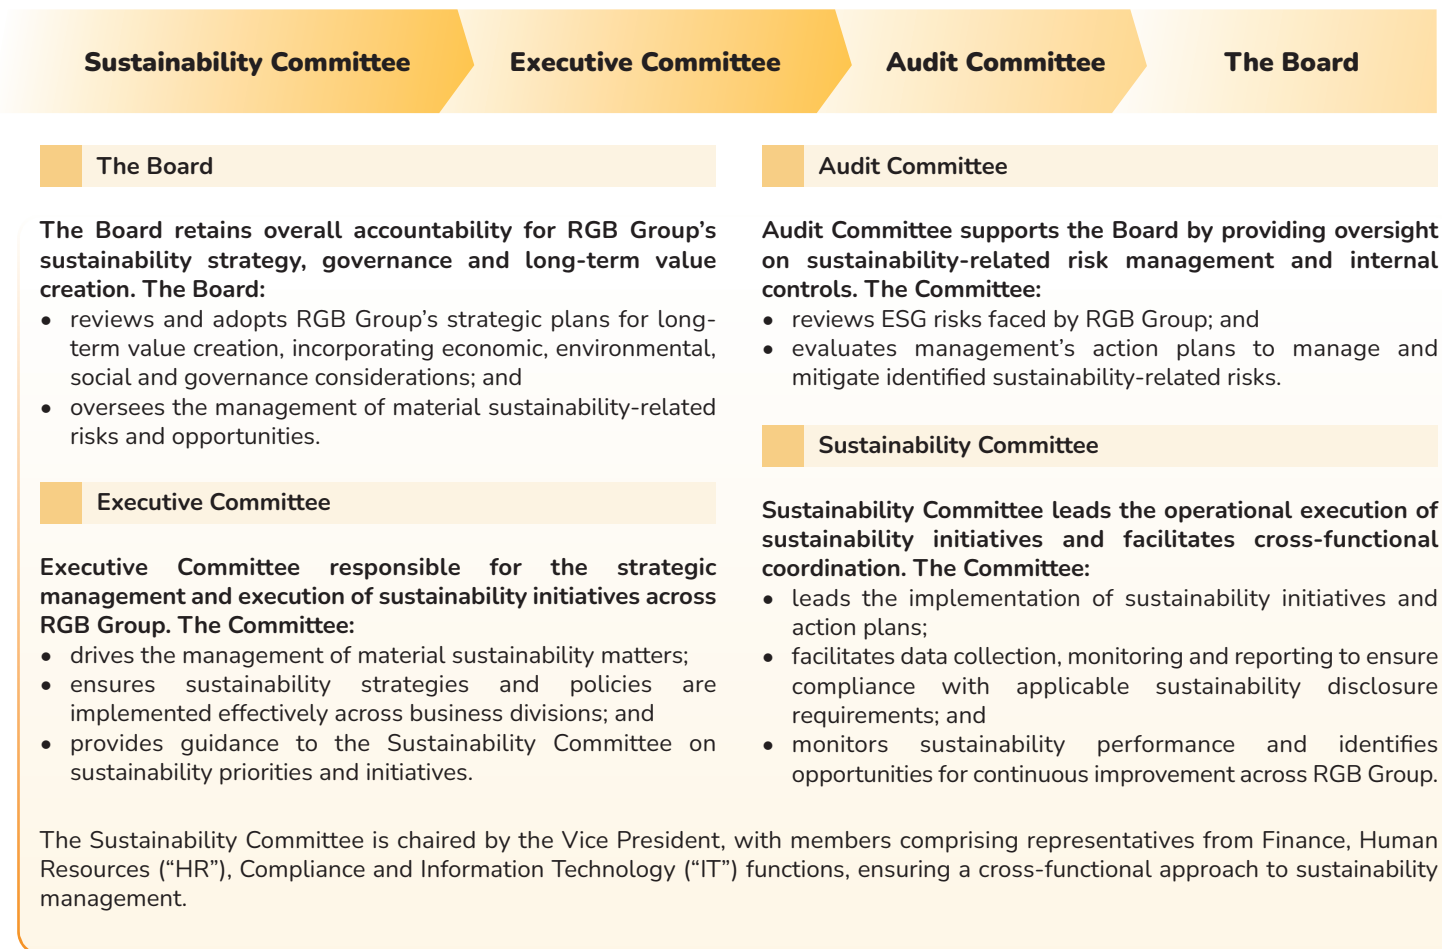 Sustainability Committee
Executive Committee
Audit Committee
The Board
The Board
The Board retains overall accountability for RGB Group’s
sustainability strategy, governance and long-term value
creation. The Board:
• reviews and adopts RGB Group’s strategic plans for long-
term value creation, incorporating economic, environmental,
social and governance considerations; and
• oversees the management of material sustainability-related
risks and opportunities.
Executive Committee
Executive Committee responsible for the strategic
management and execution of sustainability initiatives across
RGB Group. The Committee:
• drives the management of material sustainability matters;
• ensures sustainability strategies and policies are
implemented effectively across business divisions; and
• provides guidance to the Sustainability Committee on
sustainability priorities and initiatives.
Audit Committee
Audit Committee supports the Board by providing oversight
on sustainability-related risk management and internal
controls. The Committee:
• reviews ESG risks faced by RGB Group; and
• evaluates management’s action plans to manage and
mitigate identified sustainability-related risks.
Sustainability Committee
Sustainability Committee leads the operational execution of
sustainability initiatives and facilitates cross-functional
coordination. The Committee:
• leads the implementation of sustainability initiatives and
action plans;
• facilitates data collection, monitoring and reporting to ensure
compliance with applicable sustainability disclosure
requirements; and
• monitors sustainability performance and identifies
opportunities for continuous improvement across RGB Group.
The Sustainability Committee is chaired by the Vice President, with members comprising representatives from Finance, Human
Resources (“HR”), Compliance and Information Technology (“IT”) functions, ensuring a cross-functional approach to sustainability
management.